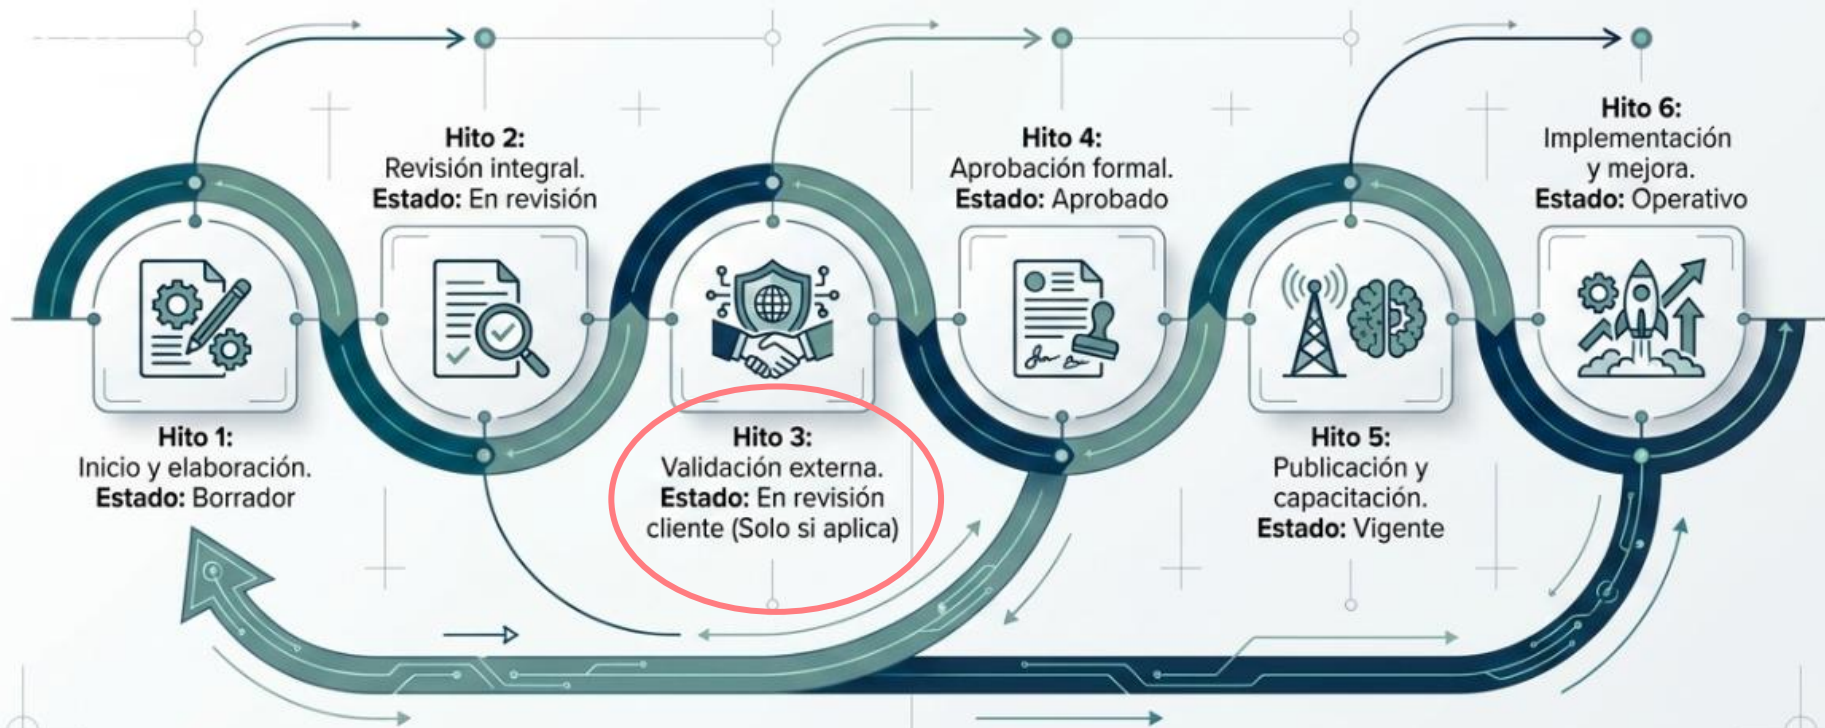 Hito 1:
Inicio y elaboración.
Estado: Borrador
Hito 2:
Revisión integral.
Estado: En revisión
Hito 3:
Validación externa.
Estado: En revisión
cliente (Solo si aplica)
Hito 4:
Aprobación formal.
Estado: Aprobado
Hito 5:
Publicación y
capacitación.
Estado: Vigente
Hito 6:
Implementación
y mejora.
Estado: Operativo